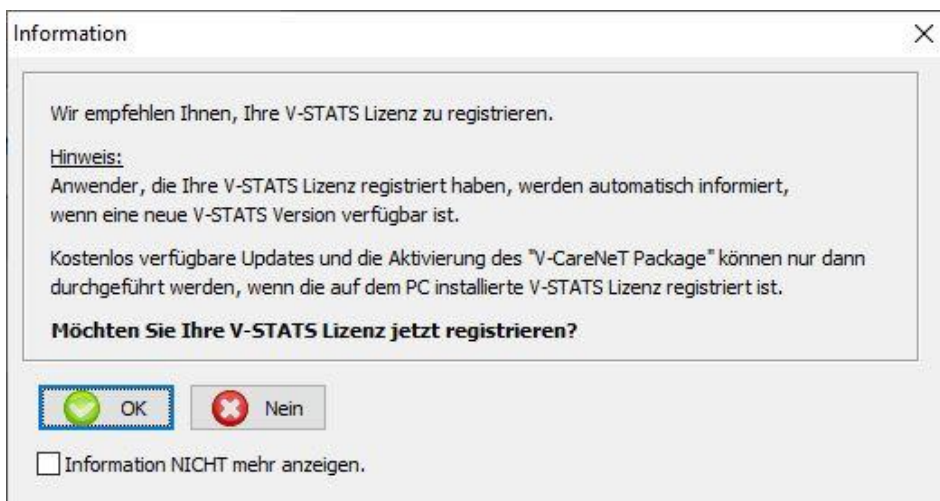 Information
Wir empfehlen Ihnen, Ihre V-STATS Lizenz zu registrieren.
Hinweis:
Anwender, die Ihre V-STATS Lizenz registriert haben, werden automatisch informiert,
wenn eine neue V-STATS Version verfügbar ist.
Kostenlos verfügbare Updates und die Aktivierung des "V-CareNeT Package" können nur dann
durchgeführt werden, wenn die auf dem PC installierte V-STATS Lizenz registriert ist.
Möchten Sie Ihre V-STATS Lizenz jetzt registrieren?
OK Nein
Information NICHT mehr anzeigen.